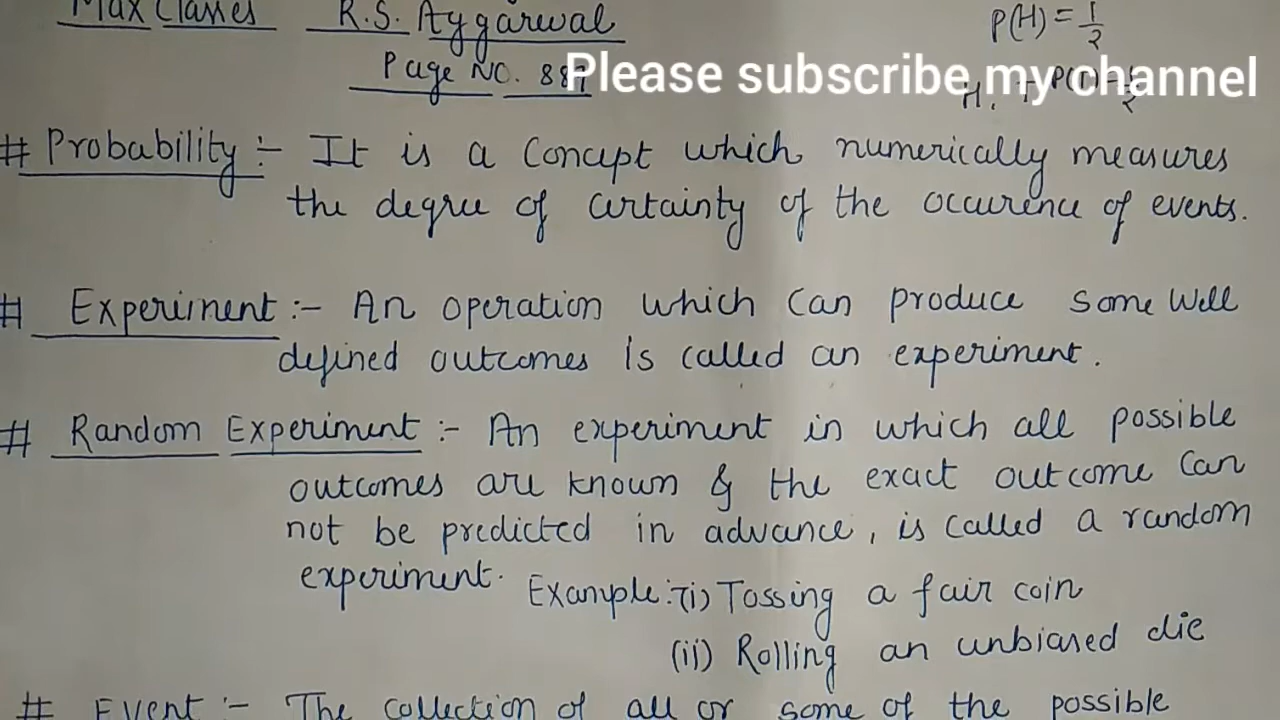 Max Classes R.S. Aggarwal
P(H) = 1/2
Page No. 887
Please subscribe my channel
H, T
# Probability :- It is a concept which numerically measures
the degree of certainty of the occurence of events.
# Experiment :- An operation which can produce some well
defined outcomes is called an experiment.
# Random Experiment :- An experiment in which all possible
outcomes are known & the exact outcome can
not be predicted in advance, is called a random
experiment. Example:- (i) Tossing a fair coin
(ii) Rolling an unbiased die
# Event :- The collection of all or some of the possible